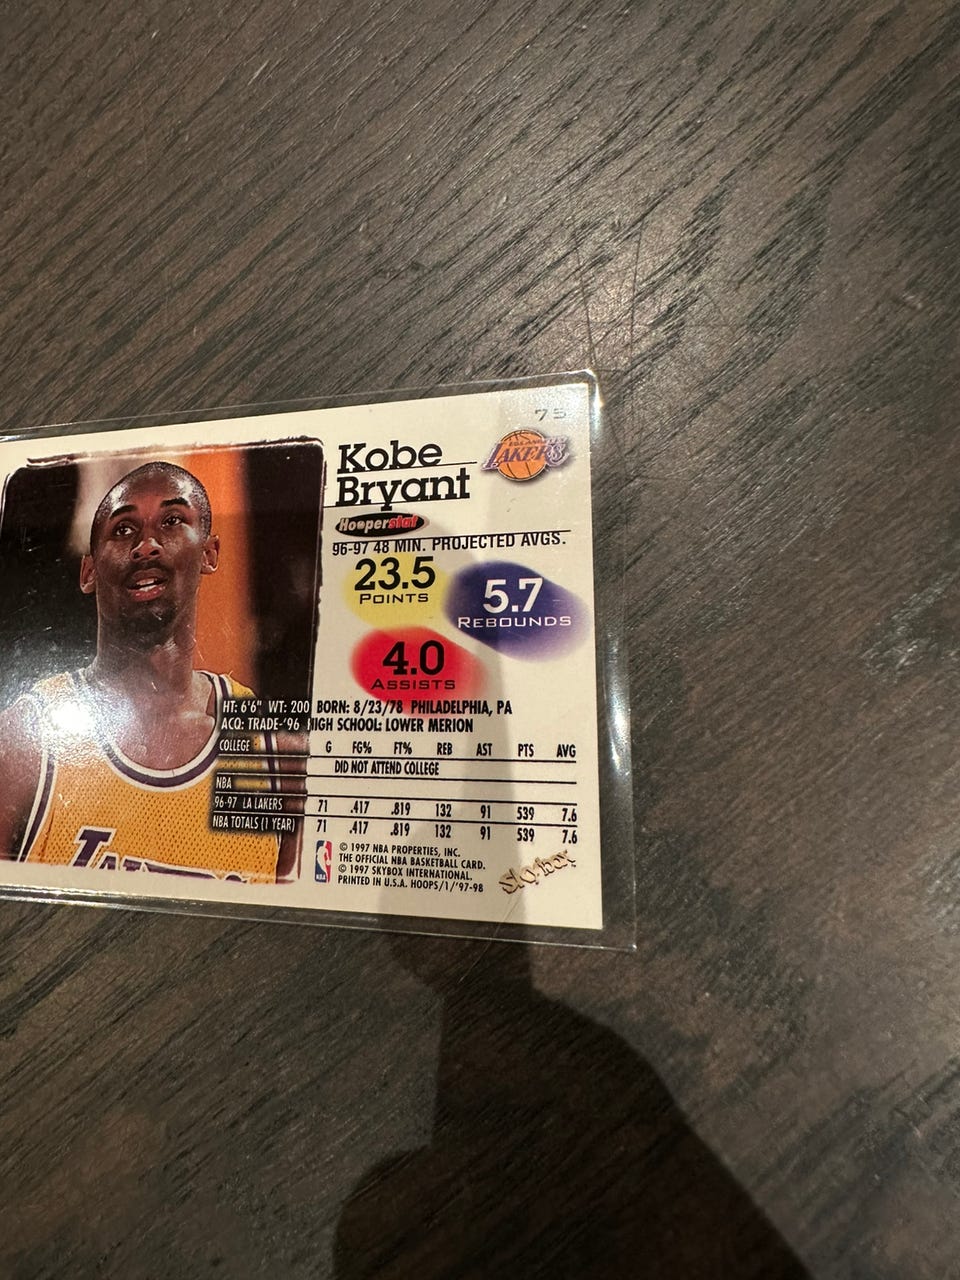 75
Kobe
Bryant
LOS ANGELES
LAKERS
Hooperstat
96-97 48 MIN. PROJECTED AVGS.
23.5
POINTS
5.7
REBOUNDS
4.0
ASSISTS
HT: 6'6" WT: 200 BORN: 8/23/78 PHILADELPHIA, PA
ACQ: TRADE-'96 HIGH SCHOOL: LOWER MERION
COLLEGE G FG% FT% REB AST PTS AVG
DID NOT ATTEND COLLEGE
NBA
96-97 LA LAKERS 71 .417 .819 132 91 539 7.6
NBA TOTALS (1 YEAR) 71 .417 .819 132 91 539 7.6
© 1997 NBA PROPERTIES, INC.
THE OFFICIAL NBA BASKETBALL CARD.
© 1997 SKYBOX INTERNATIONAL.
PRINTED IN U.S.A. HOOPS/1/'97-98
NBA
SkyBox